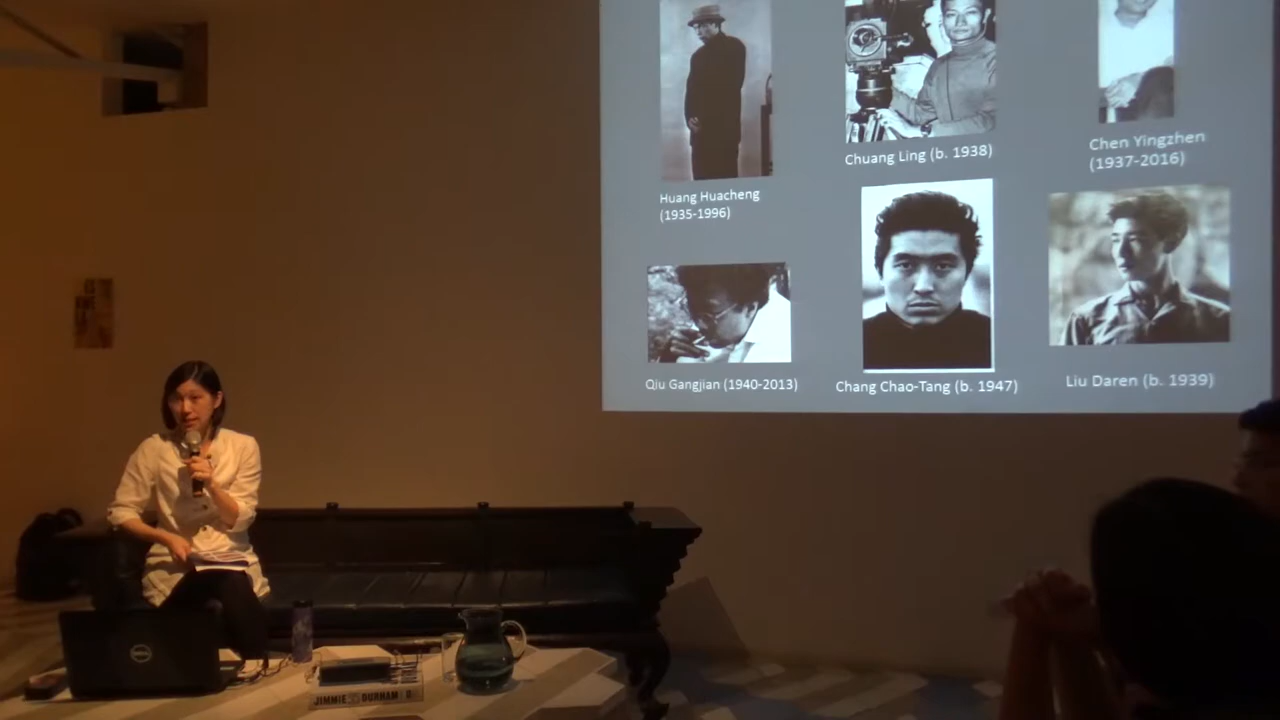 Chuang Ling (b. 1938)
Chen Yingzhen
(1937-2016)
Huang Huacheng
(1935-1996)
Qiu Gangjian (1940-2013)
Chang Chao-Tang (b. 1947)
Liu Daren (b. 1939)
DELL
JIMMIE DURHAM